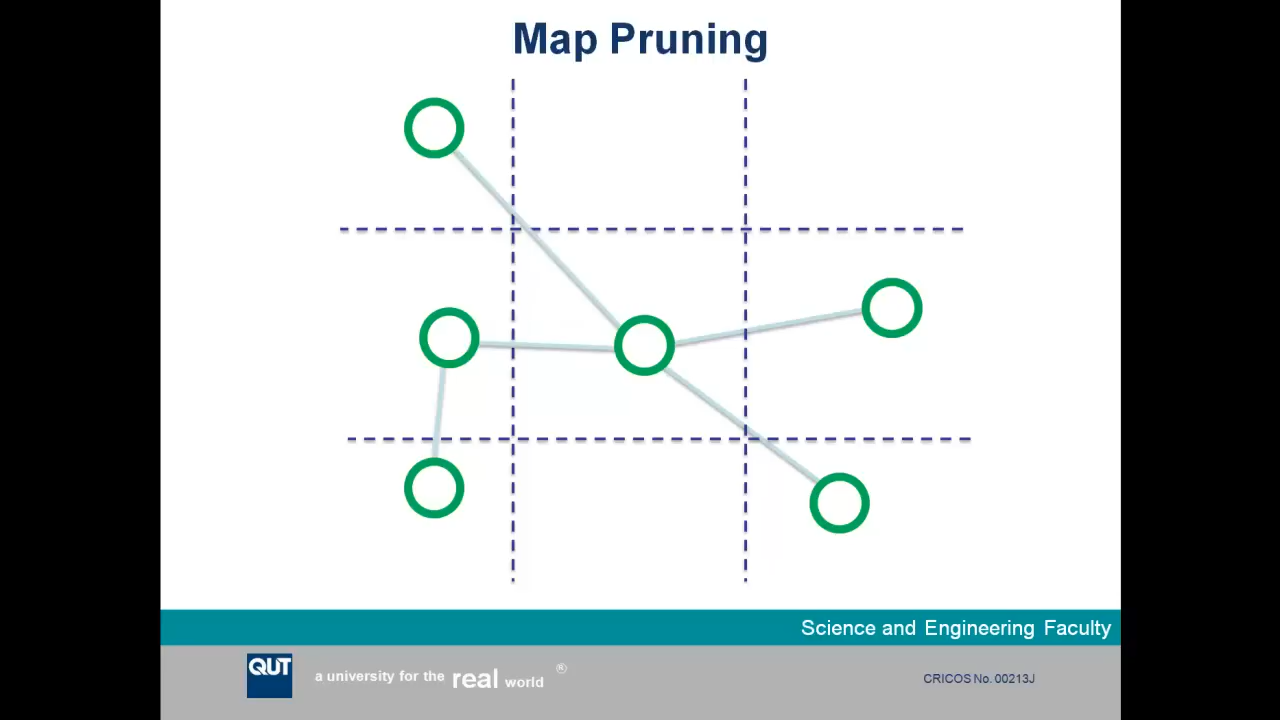 Map Pruning
Science and Engineering Faculty
QUT
a university for the real world ®
CRICOS No. 00213J